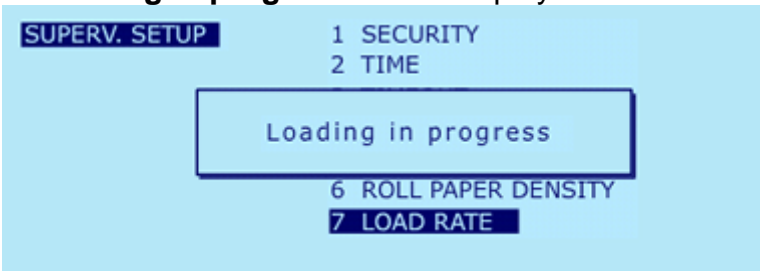 SUPERV. SETUP 1 SECURITY
2 TIME
Loading in progress
6 ROLL PAPER DENSITY
7 LOAD RATE